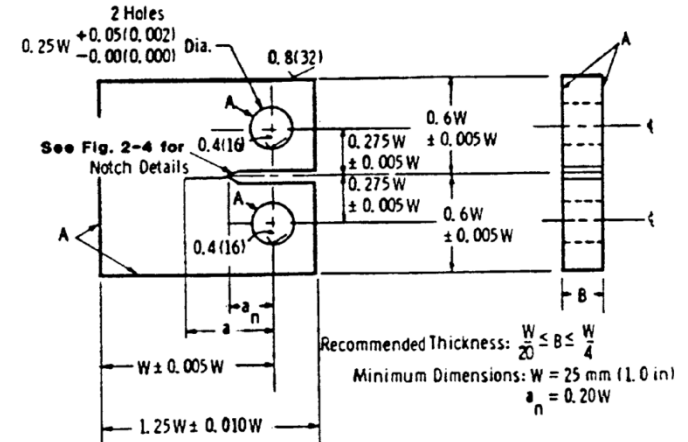 2 Holes
0.25W +0.05(0.002) -0.00(0.000) Dia.
0.8(32)
A
A
0.6W
± 0.005W
See Fig. 2-4 for
Notch Details
0.4(16)
0.275W
± 0.005W
0.275W
± 0.005W
A
A
0.4(16)
0.6W
± 0.005W
B
aₙ
a
Recommended Thickness: W/20 ≤ B ≤ W/4
W± 0.005W
Minimum Dimensions: W = 25 mm (1.0 in)
aₙ = 0.20W
1.25W± 0.010W